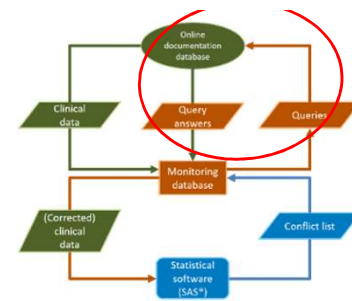 Online
documentation
database
Clinical
data
Query
answers
Queries
Monitoring
database
(Corrected)
clinical
data
Conflict list
Statistical
software
(SAS®)